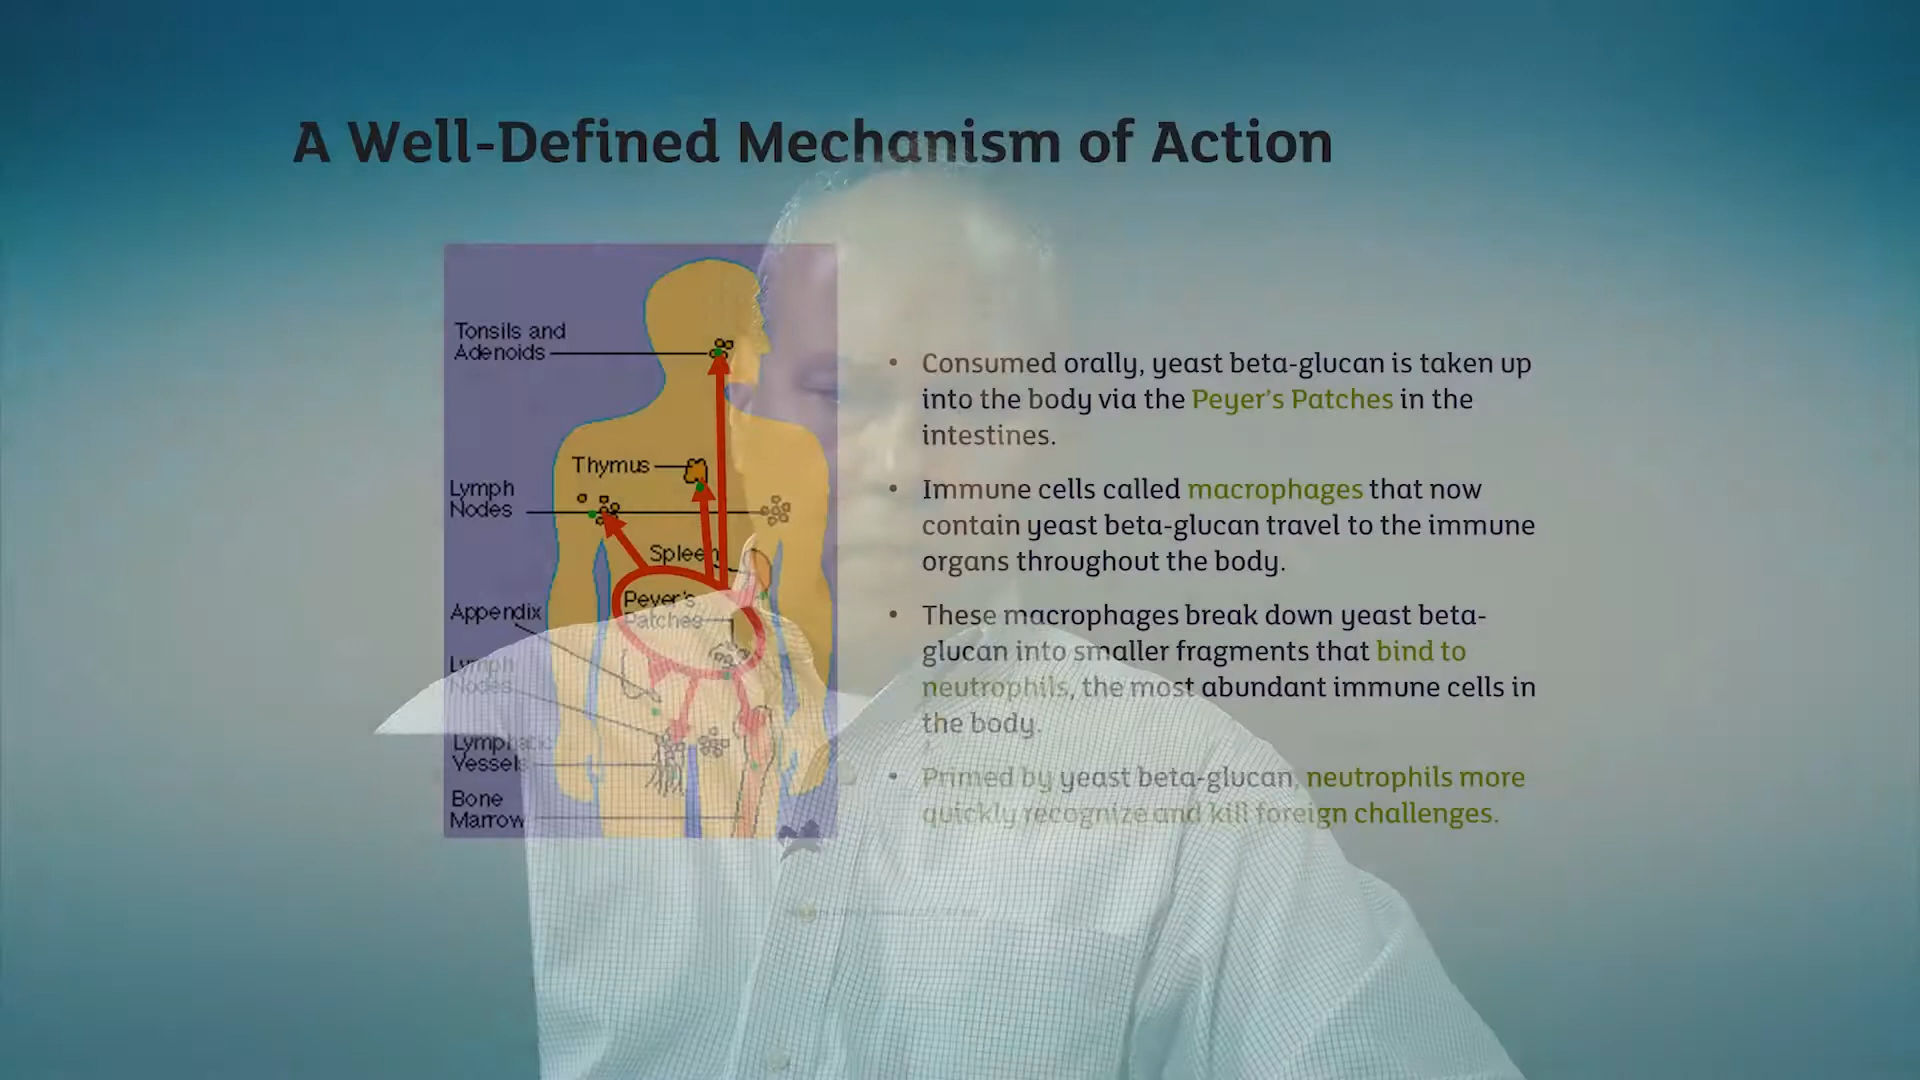 A Well-Defined Mechanism of Action
Tonsils and
Adenoids
Thymus
Lymph
Nodes
Spleen
Peyer's
Patches
Appendix
Lymph
Nodes
Lymphatic
Vessels
Bone
Marrow
• Consumed orally, yeast beta-glucan is taken up
into the body via the Peyer’s Patches in the
intestines.
• Immune cells called macrophages that now
contain yeast beta-glucan travel to the immune
organs throughout the body.
• These macrophages break down yeast beta-
glucan into smaller fragments that bind to
neutrophils, the most abundant immune cells in
the body.
• Primed by yeast beta-glucan, neutrophils more
quickly recognize and kill foreign challenges.